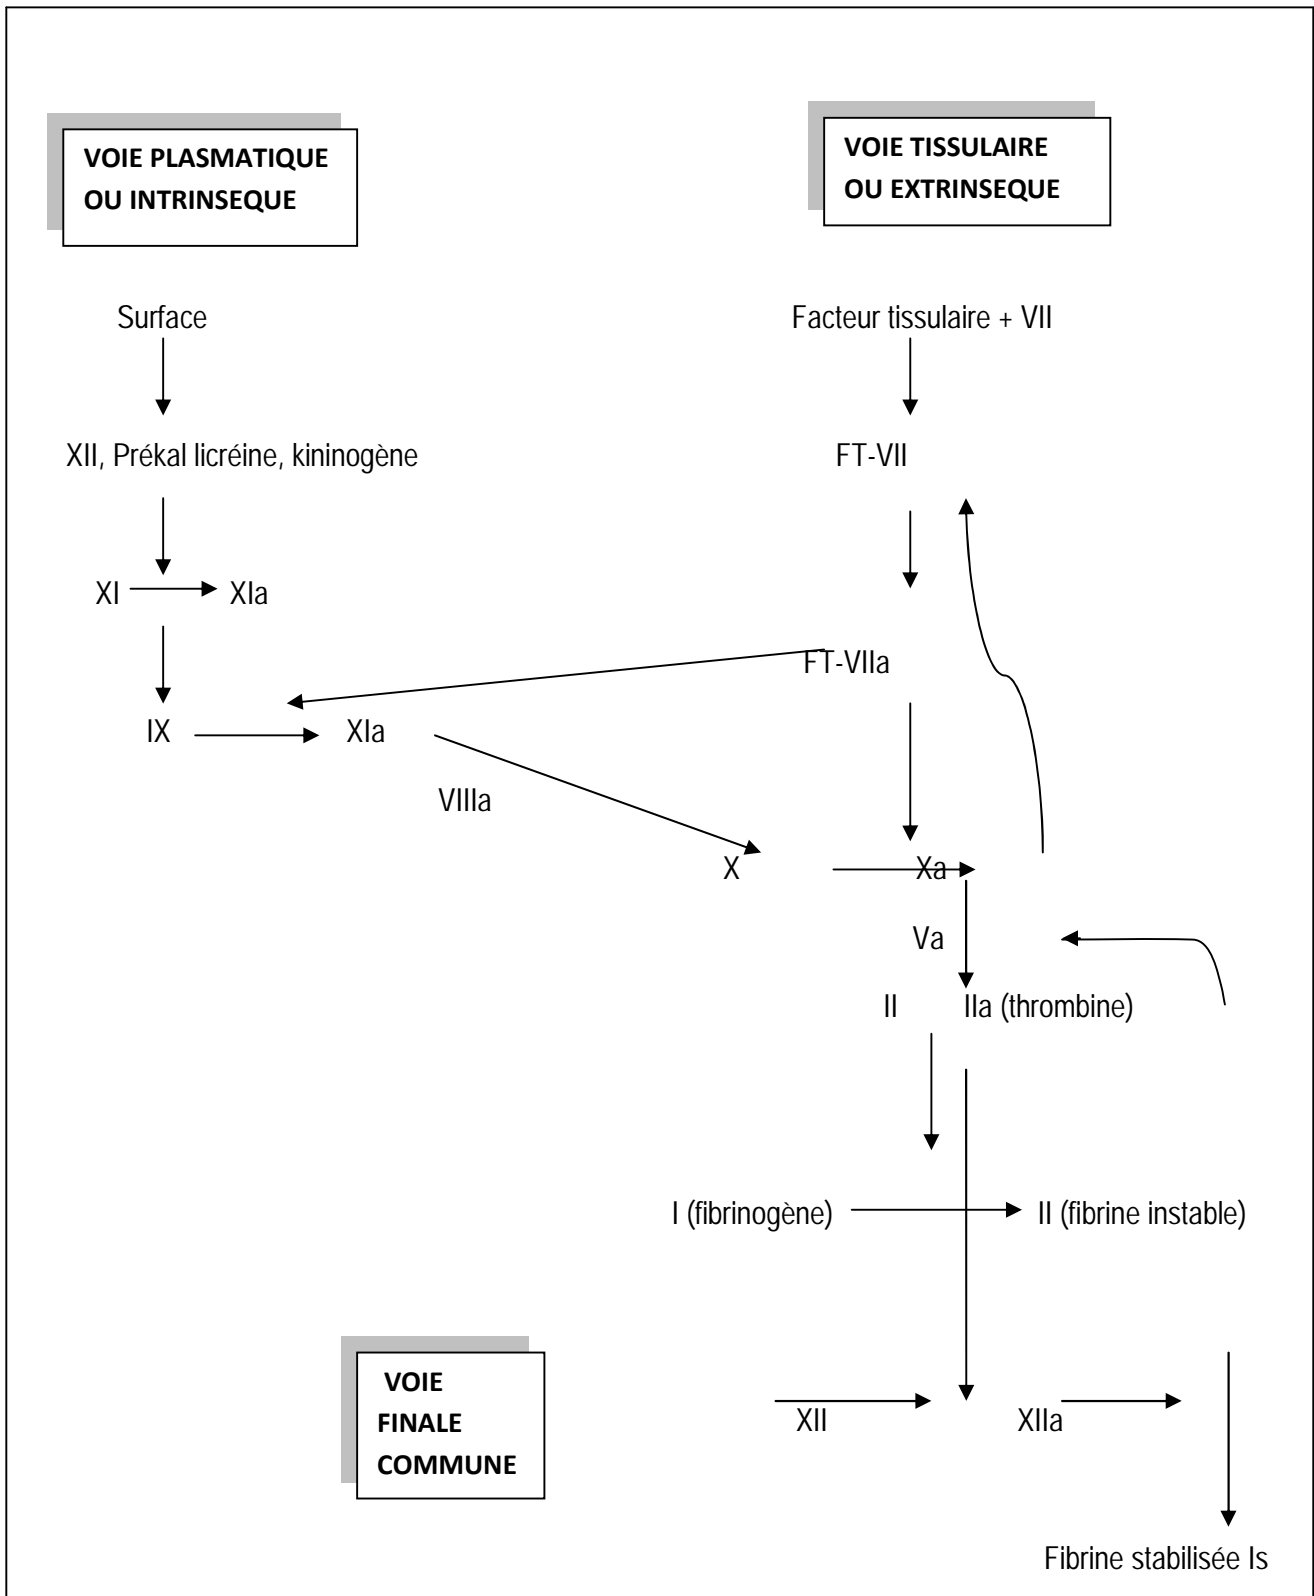 VOIE PLASMATIQUE
OU INTRINSEQUE
VOIE TISSULAIRE
OU EXTRINSEQUE
Surface
Facteur tissulaire + VII
XII, Prékal licréine, kininogène
FT-VII
XI
XIa
FT-VIIa
IX
XIa
VIIIa
X
Xa
Va
II
IIa (thrombine)
I (fibrinogène)
II (fibrine instable)
VOIE
FINALE
COMMUNE
XII
XIIa
Fibrine stabilisée Is